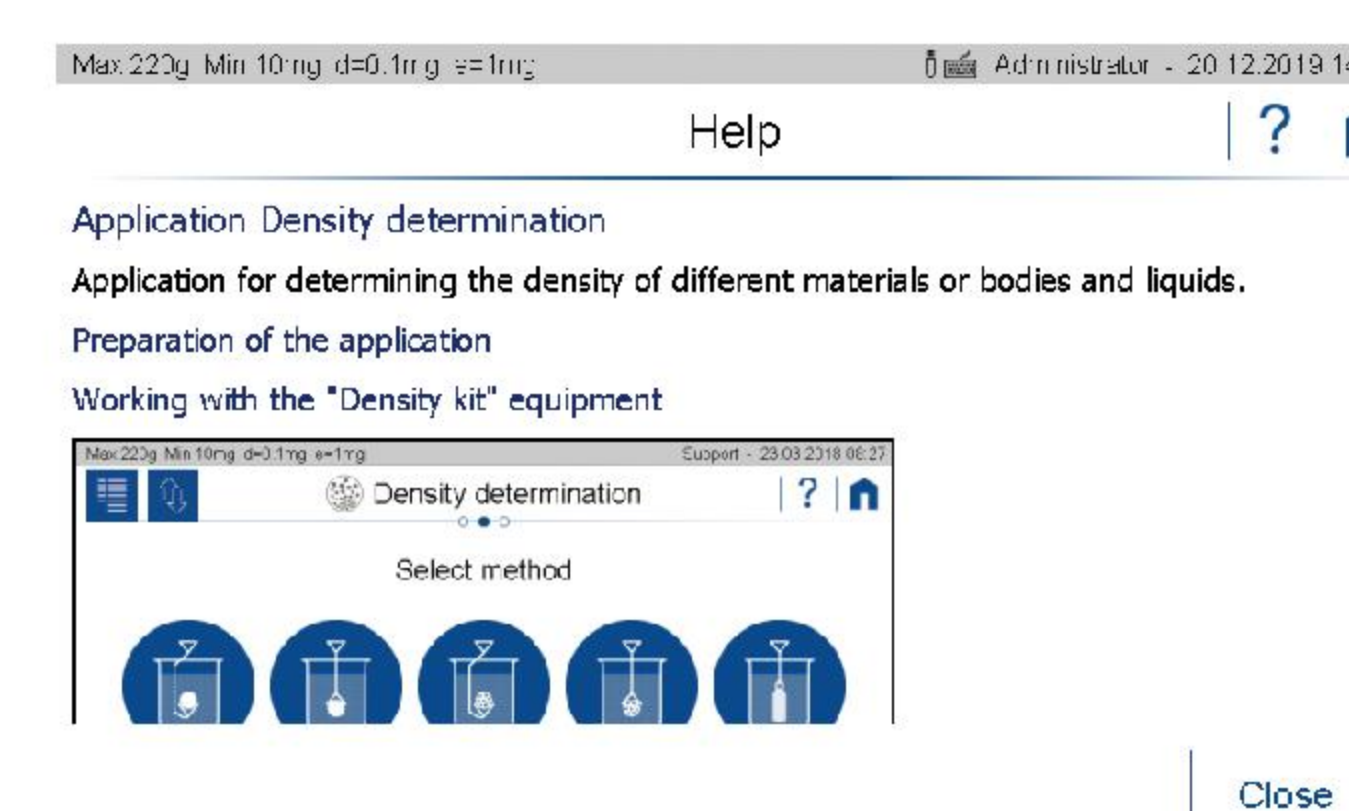 Max 220g Min 10mg d=0.1mg e=1mg
Administrator - 20.12.2019 14
Help
?
Application Density determination
Application for determining the density of different materials or bodies and liquids.
Preparation of the application
Working with the "Density kit" equipment
Max 220g Min 10mg d=0.1mg e=1mg
Support - 23.03.2018 08:27
Density determination
?
Select method
Close